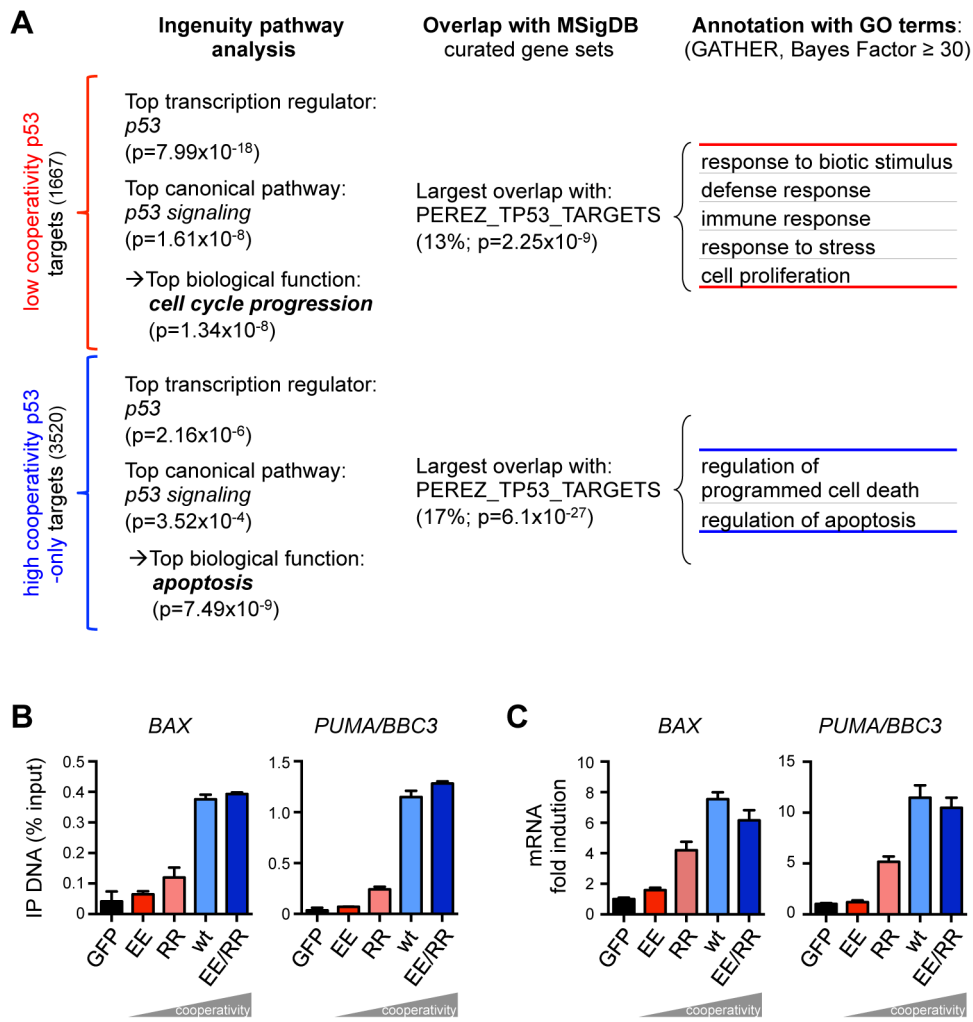 A
Ingenuity pathway
analysis
Overlap with MSigDB
curated gene sets
Annotation with GO terms:
(GATHER, Bayes Factor ≥ 30)
low cooperativity p53
targets (1667)
Top transcription regulator:
p53
(p=7.99x10-18)
Top canonical pathway:
p53 signaling
(p=1.61x10-8)
→Top biological function:
cell cycle progression
(p=1.34x10-8)
Largest overlap with:
PEREZ_TP53_TARGETS
(13%; p=2.25x10-9)
response to biotic stimulus
defense response
immune response
response to stress
cell proliferation
high cooperativity p53
-only targets (3520)
Top transcription regulator:
p53
(p=2.16x10-6)
Top canonical pathway:
p53 signaling
(p=3.52x10-4)
→Top biological function:
apoptosis
(p=7.49x10-9)
Largest overlap with:
PEREZ_TP53_TARGETS
(17%; p=6.1x10-27)
regulation of
programmed cell death
regulation of apoptosis
B
BAX
IP DNA (% input)
0.5
0.4
0.3
0.2
0.1
0
GFP
EE
RR
wt
EE/RR
cooperativity
PUMA/BBC3
1.5
1.0
0.5
0
GFP
EE
RR
wt
EE/RR
cooperativity
C
BAX
mRNA
fold indution
10
8
6
4
2
0
GFP
EE
RR
wt
EE/RR
cooperativity
PUMA/BBC3
15
10
5
0
GFP
EE
RR
wt
EE/RR
cooperativity